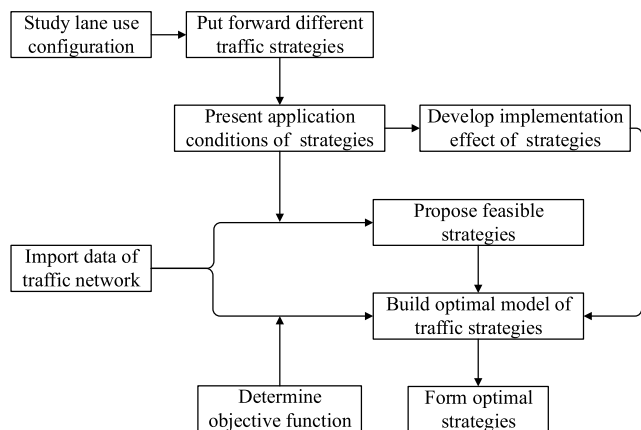 Study lane use
configuration
Put forward different
traffic strategies
Present application
conditions of strategies
Develop implementation
effect of strategies
Propose feasible
strategies
Import data of
traffic network
Build optimal model of
traffic strategies
Determine
objective function
Form optimal
strategies